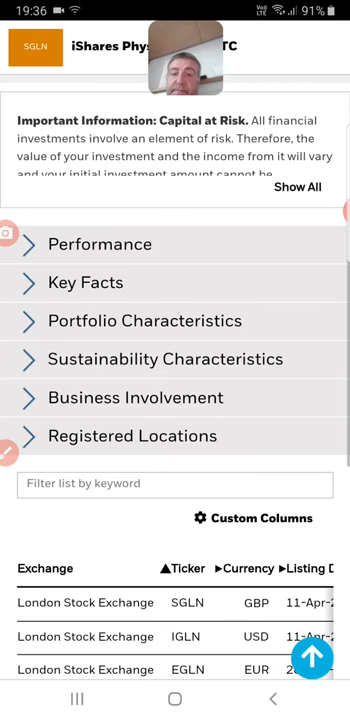 19:36 Vo) LTE 91%
SGLN iShares Phy TC
Important Information: Capital at Risk. All financial
investments involve an element of risk. Therefore, the
value of your investment and the income from it will vary
and your initial investment amount cannot be
Show All
Performance
Key Facts
Portfolio Characteristics
Sustainability Characteristics
Business Involvement
Registered Locations
Filter list by keyword
Custom Columns
Exchange ▲Ticker ▶Currency ▶Listing
London Stock Exchange SGLN GBP 11-Apr-
London Stock Exchange IGLN USD 11-Apr-
London Stock Exchange EGLN EUR